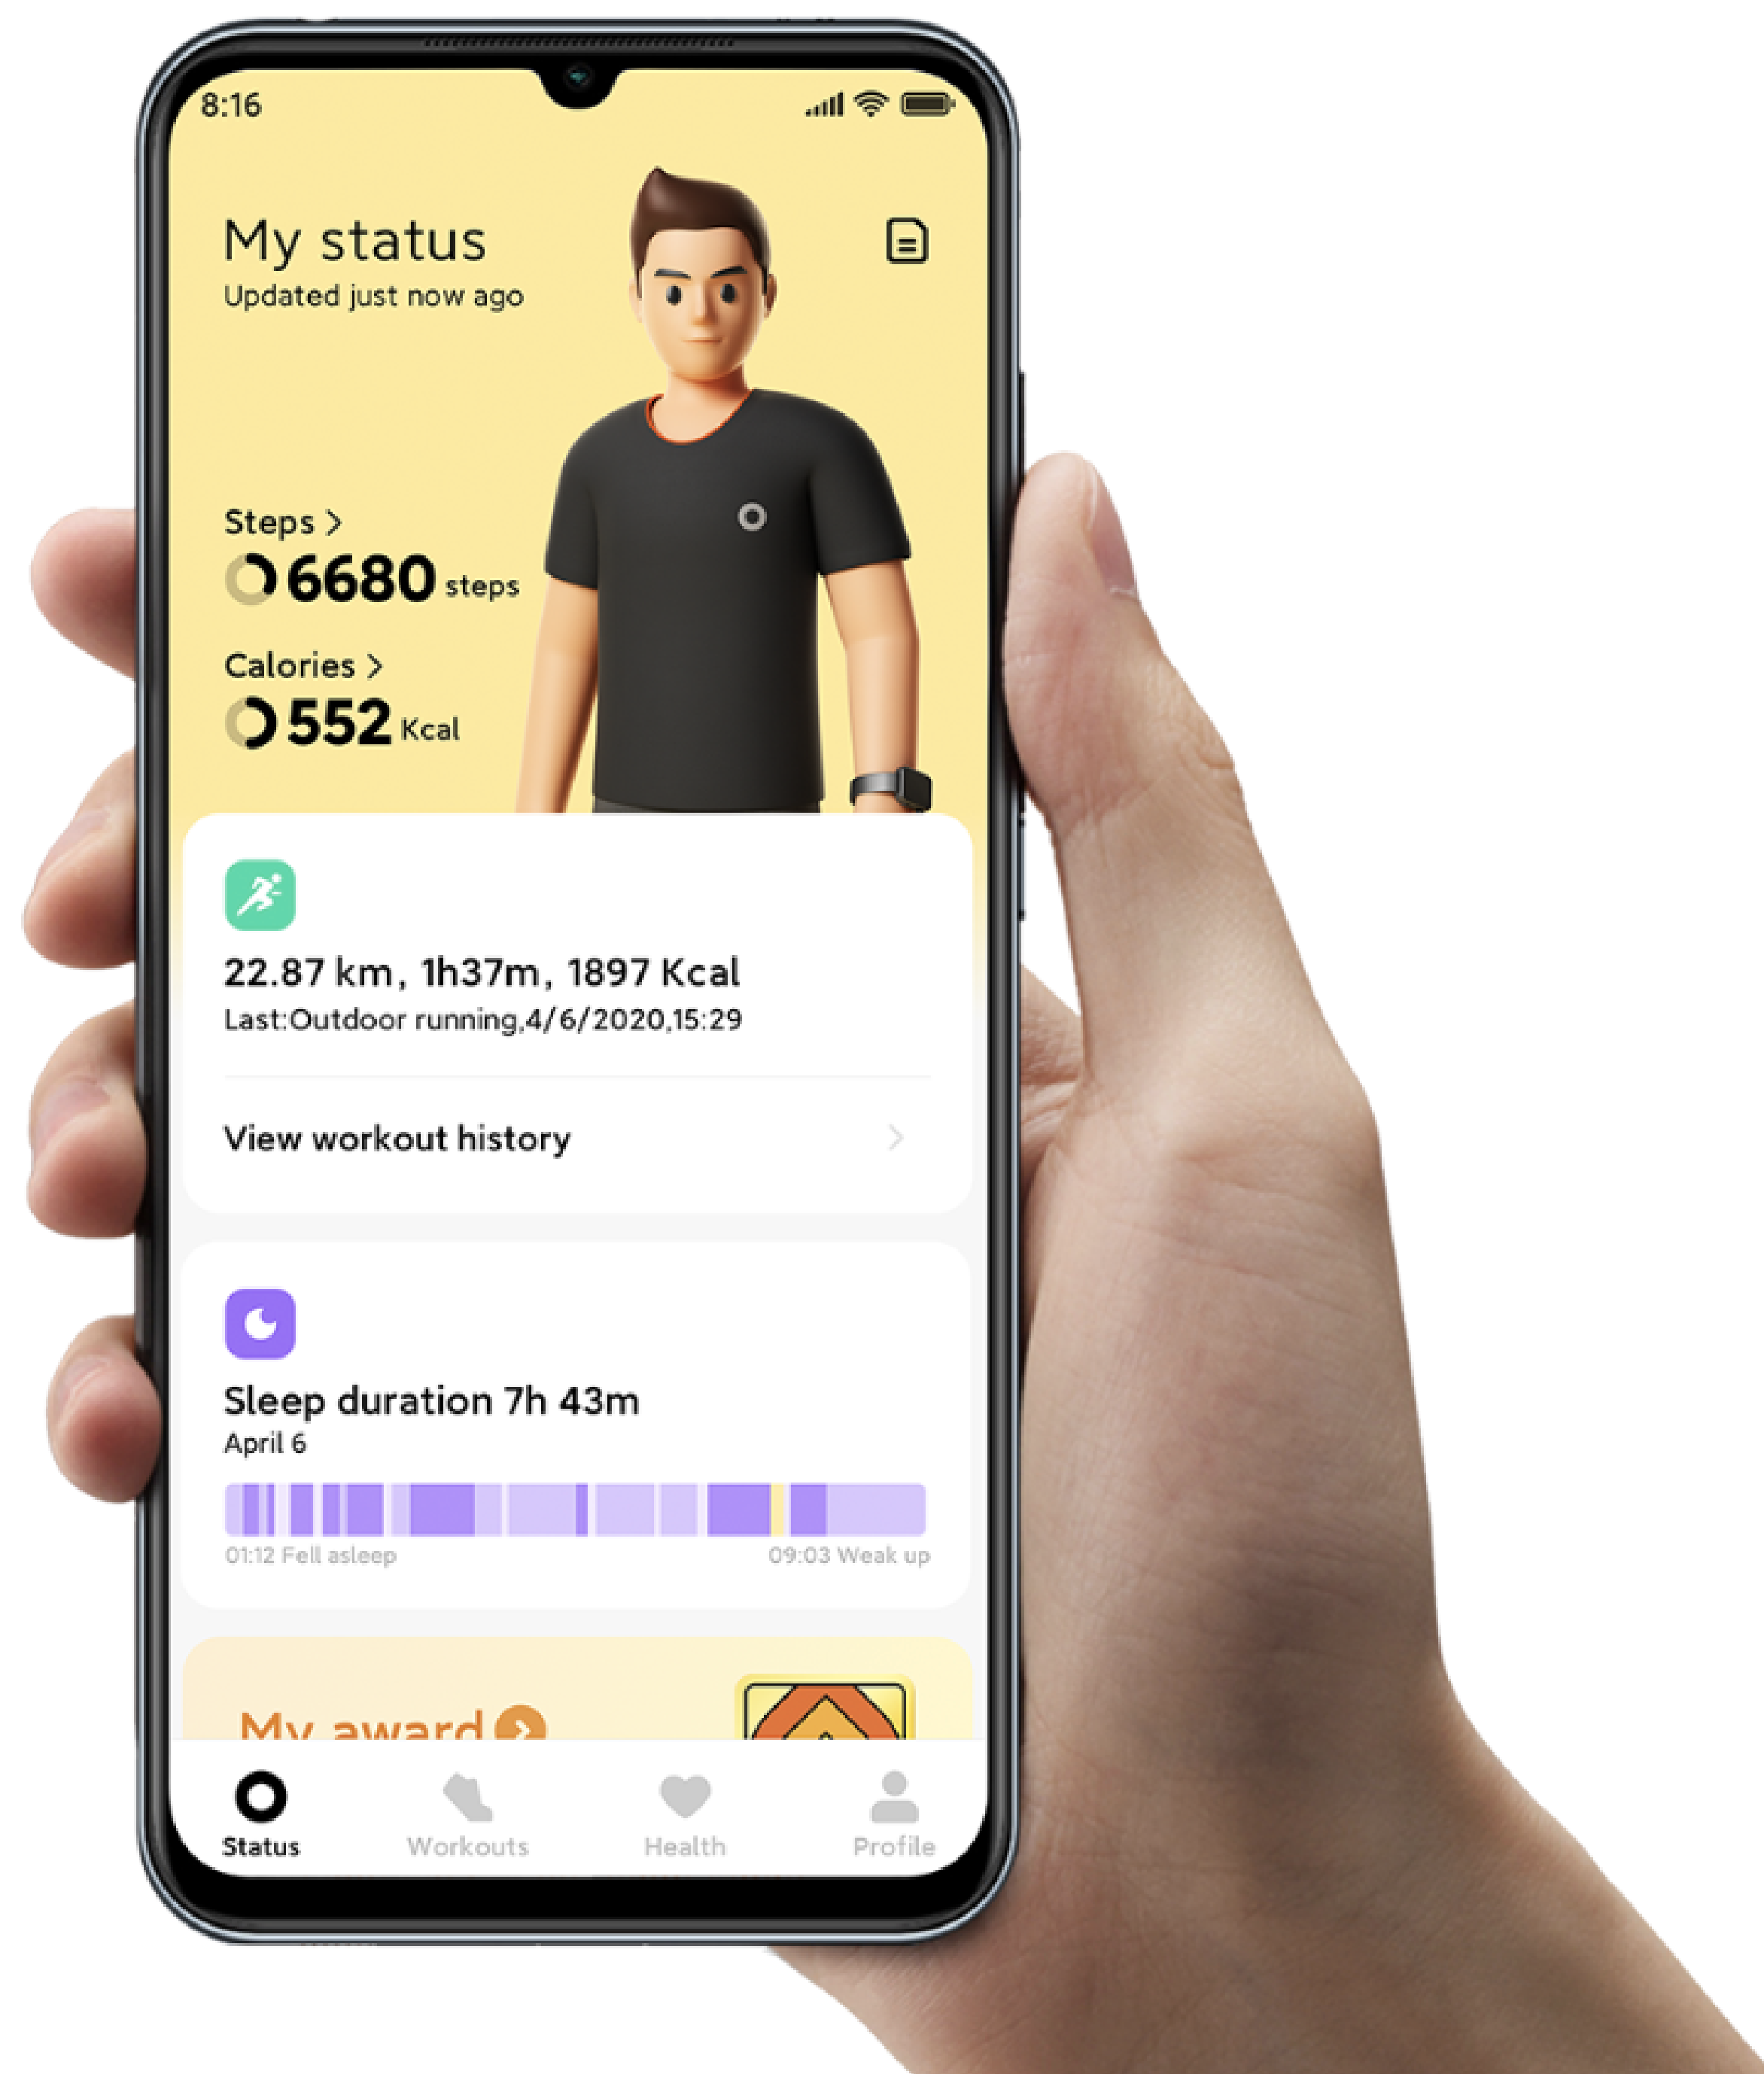 8:16
My status
Updated just now ago
Steps >
6680 steps
Calories >
552 Kcal
22.87 km, 1h37m, 1897 Kcal
Last:Outdoor running,4/6/2020,15:29
View workout history
Sleep duration 7h 43m
April 6
01:12 Fell asleep 09:03 Weak up
My award
Status Workouts Health Profile